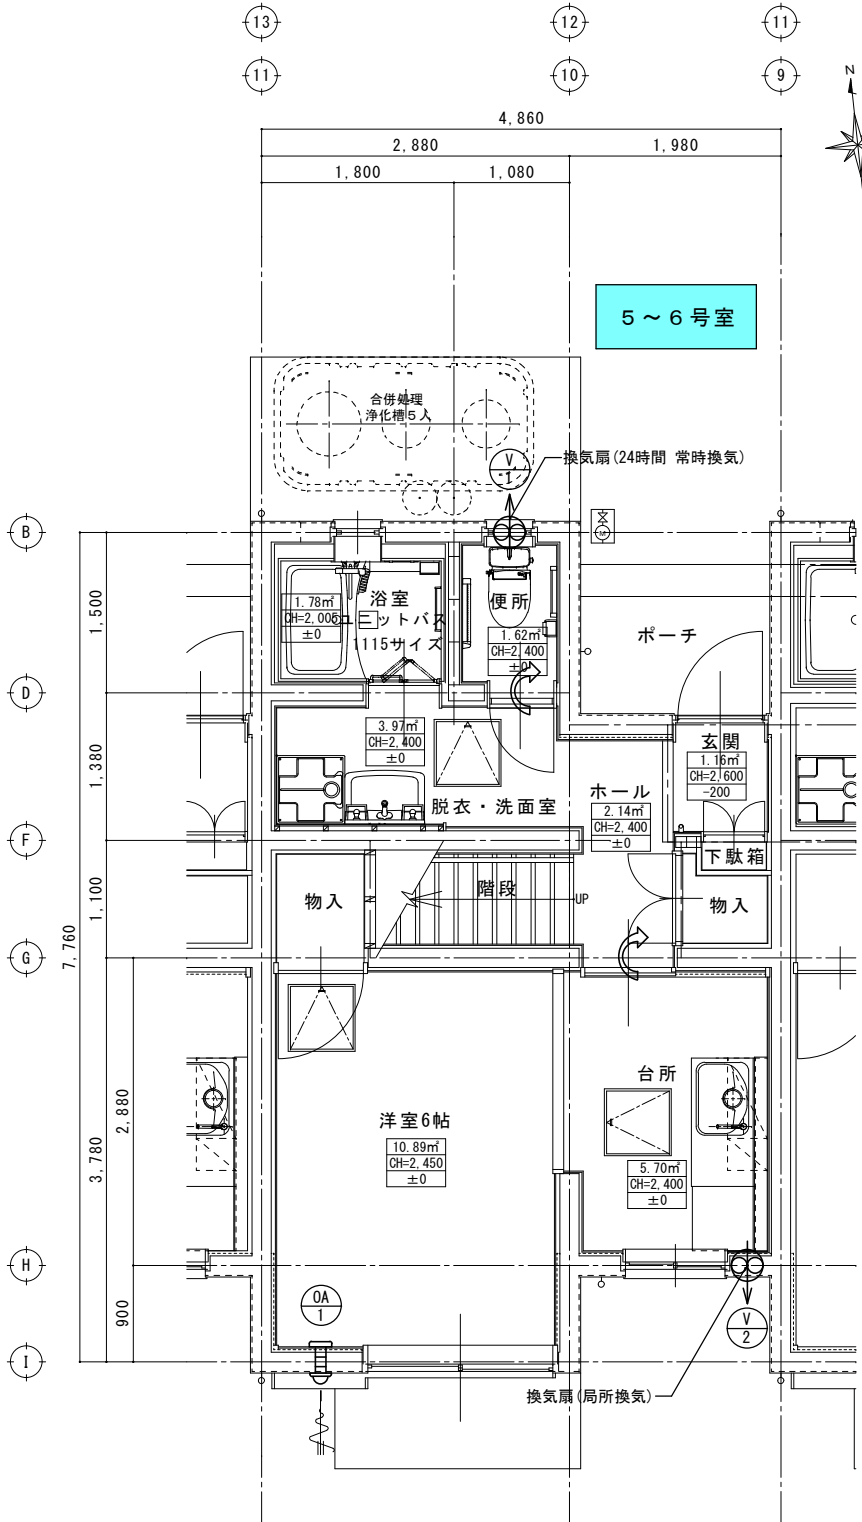 13
12
11
11
10
9
N
4,860
2,880
1,980
1,800
1,080
5～6号室
合併処理
浄化槽5人
V
1
換気扇(24時間 常時換気)
B
M
1,500
浴室
1.78㎡
CH=2,005
±0
ユニットバス
1115サイズ
便所
1.62㎡
CH=2,400
±0
ポーチ
D
3.97㎡
CH=2,400
±0
玄関
1.16㎡
CH=2,600
-200
1,380
脱衣・洗面室
ホール
2.14㎡
CH=2,400
±0
F
下駄箱
1,100
物入
階段
UP
物入
7,760
G
2,880
3,780
台所
洋室6帖
10.89㎡
CH=2,450
±0
5.70㎡
CH=2,400
±0
H
900
OA
1
V
2
I
換気扇(局所換気)